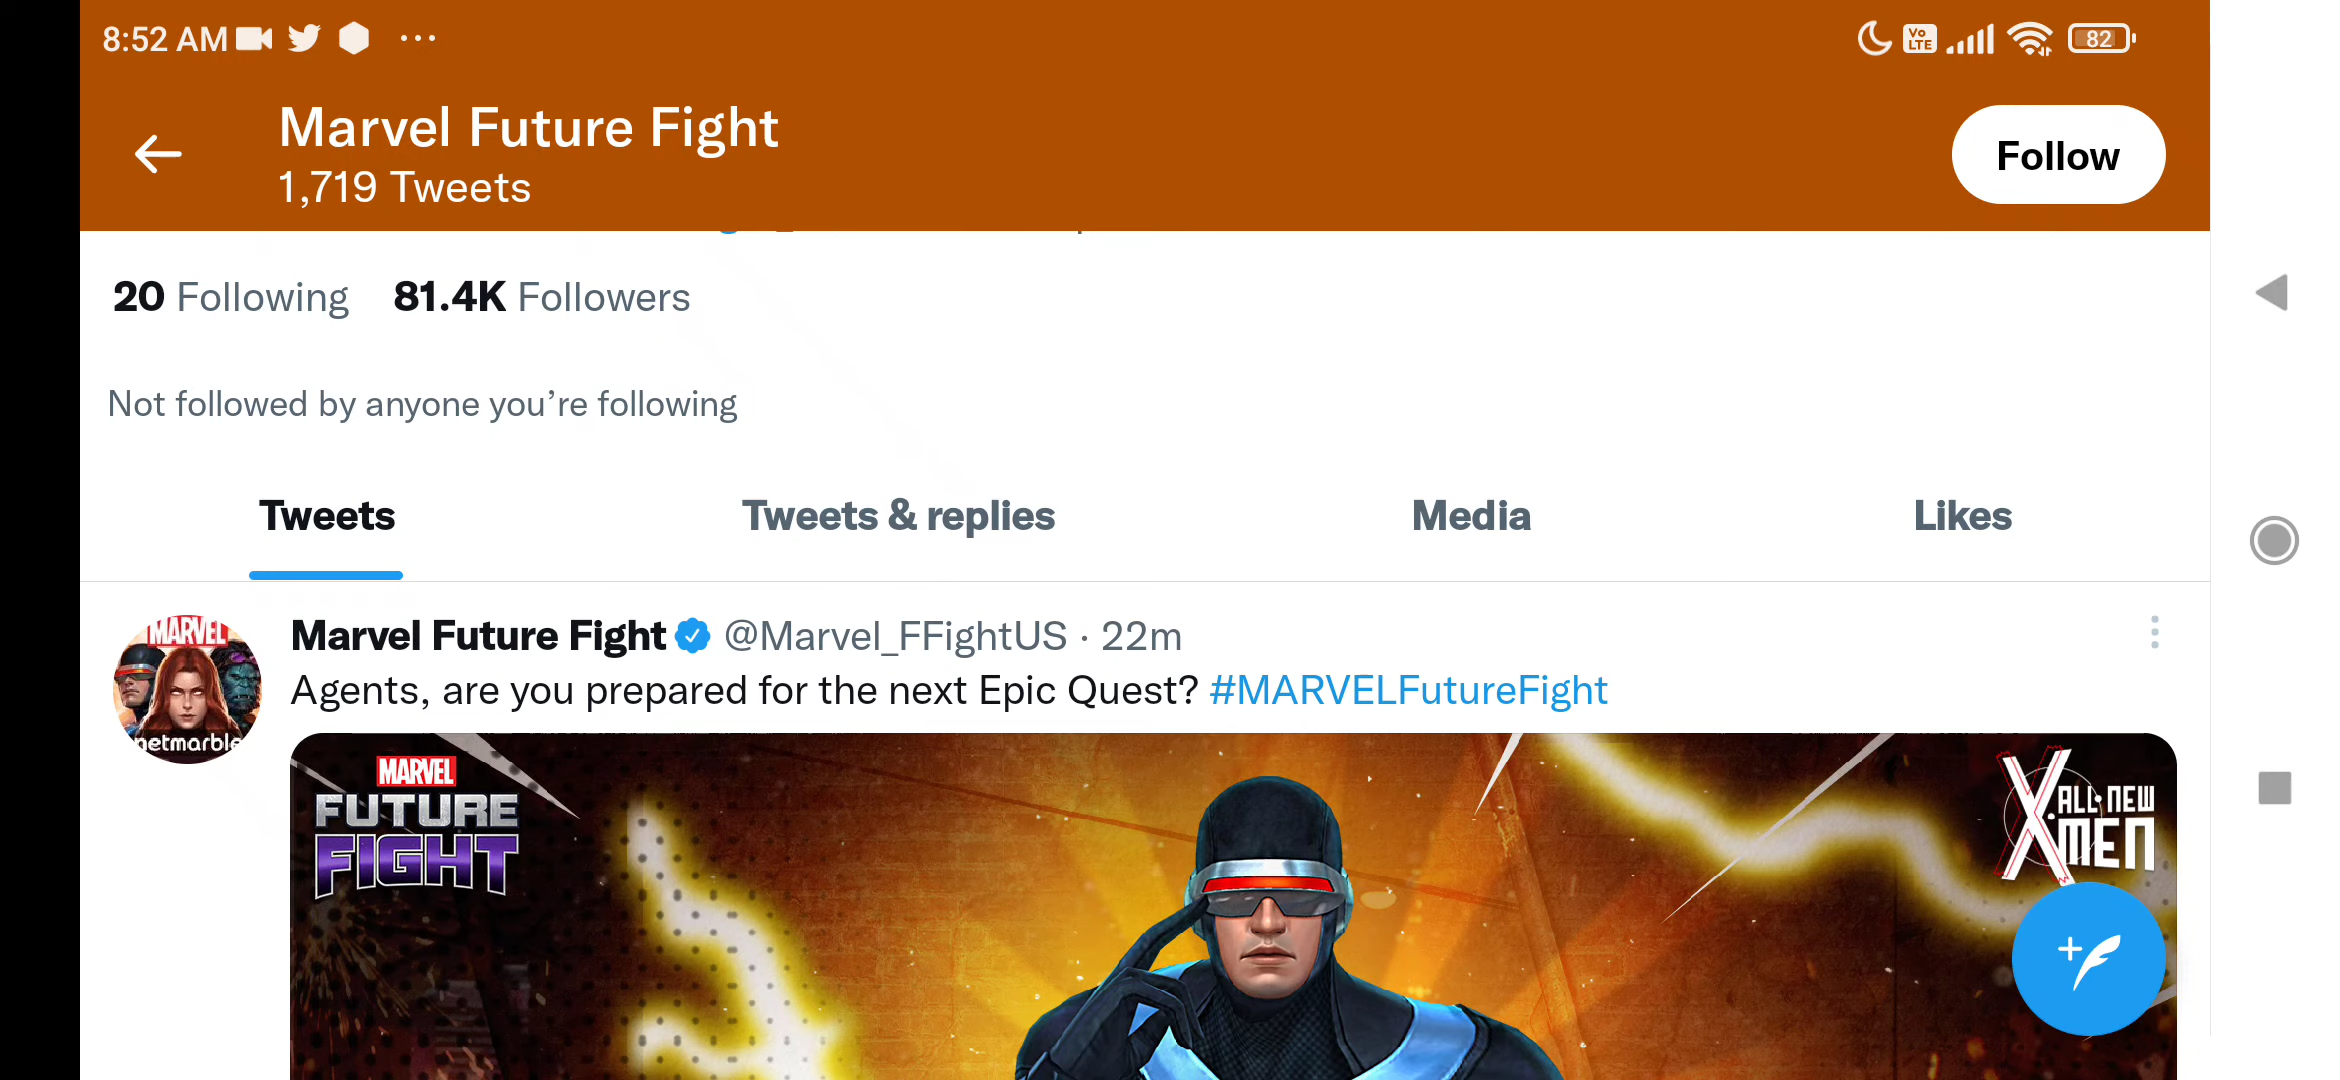 8:52 AM
Vo LTE
82
Marvel Future Fight
1,719 Tweets
Follow
20 Following 81.4K Followers
Not followed by anyone you’re following
Tweets Tweets & replies Media Likes
Marvel Future Fight @Marvel_FFightUS · 22m
Agents, are you prepared for the next Epic Quest? #MARVELFutureFight
MARVEL
netmarble
MARVEL
FUTURE
FIGHT
X ALL·NEW
MEN